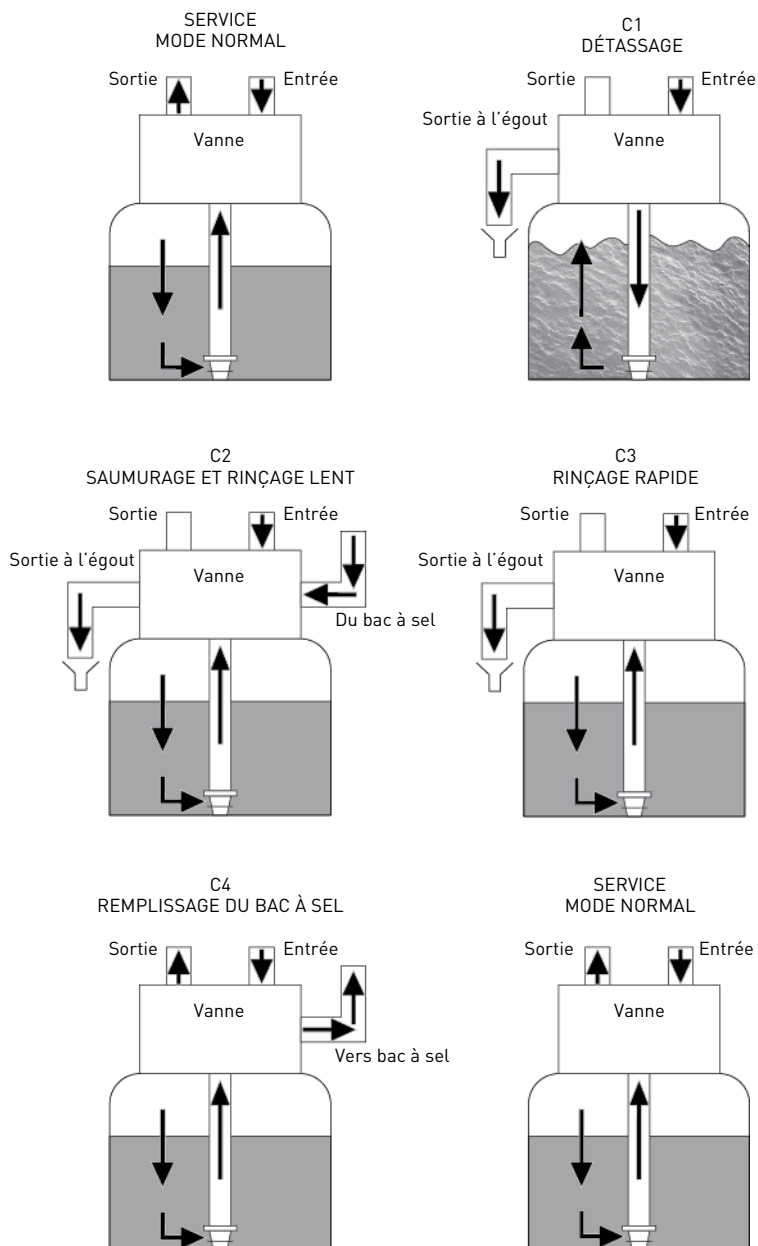 SERVICE
MODE NORMAL
Sortie
Entrée
Vanne
C1
DÉTASSAGE
Sortie
Entrée
Sortie à l'égout
Vanne
C2
SAUMURAGE ET RINÇAGE LENT
Sortie
Entrée
Sortie à l'égout
Vanne
Du bac à sel
C3
RINÇAGE RAPIDE
Sortie
Entrée
Sortie à l'égout
Vanne
C4
REMPLISSAGE DU BAC À SEL
Sortie
Entrée
Vanne
Vers bac à sel
SERVICE
MODE NORMAL
Sortie
Entrée
Vanne